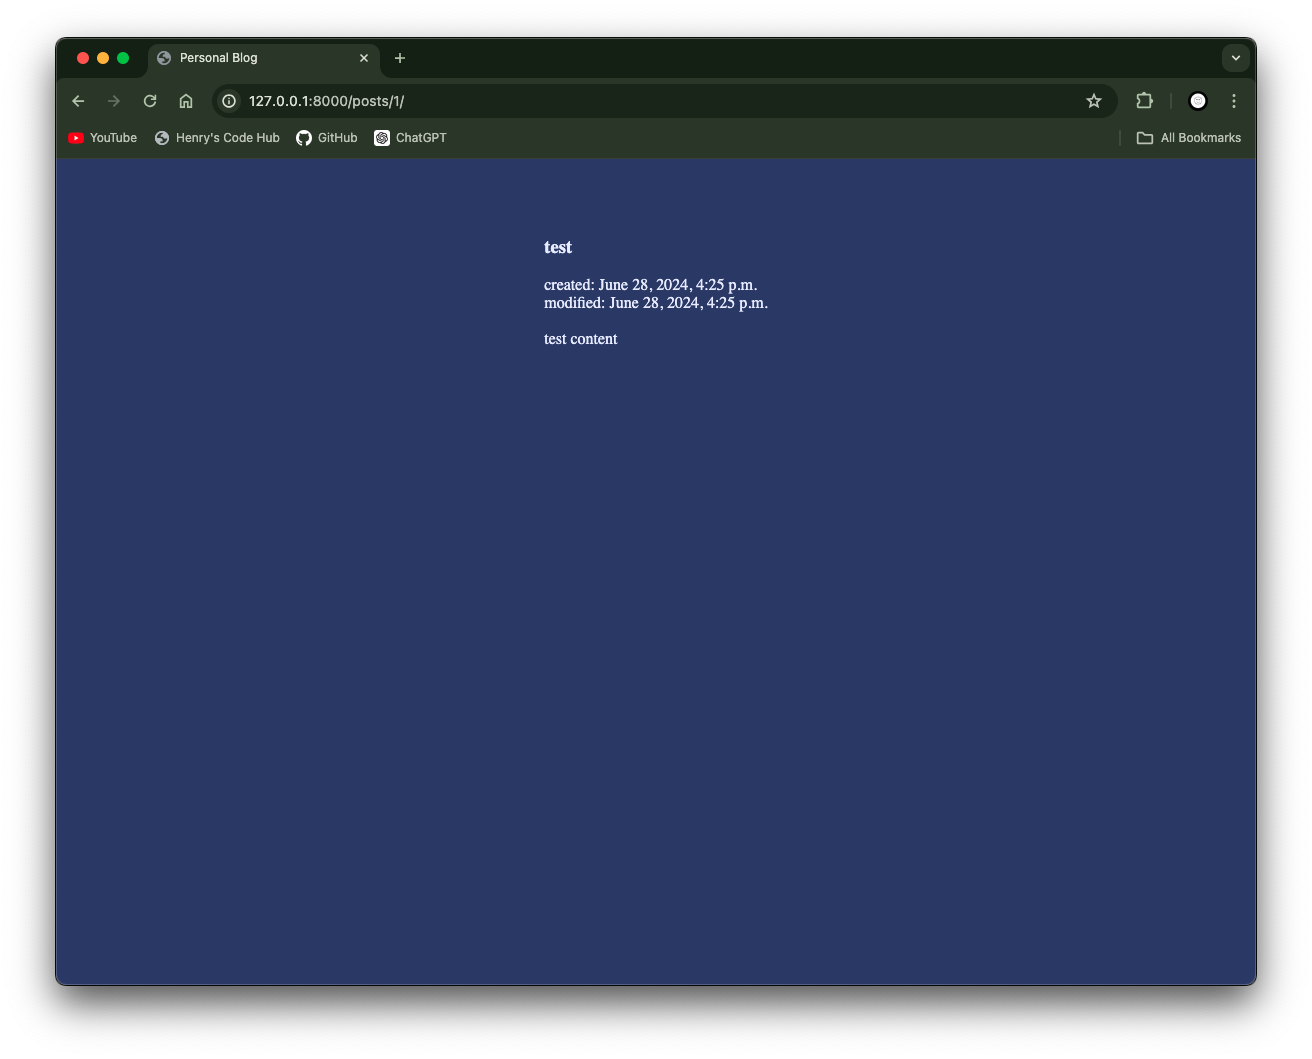 Personal Blog
127.0.0.1:8000/posts/1/
YouTube Henry's Code Hub GitHub ChatGPT All Bookmarks
test
created: June 28, 2024, 4:25 p.m.
modified: June 28, 2024, 4:25 p.m.
test content